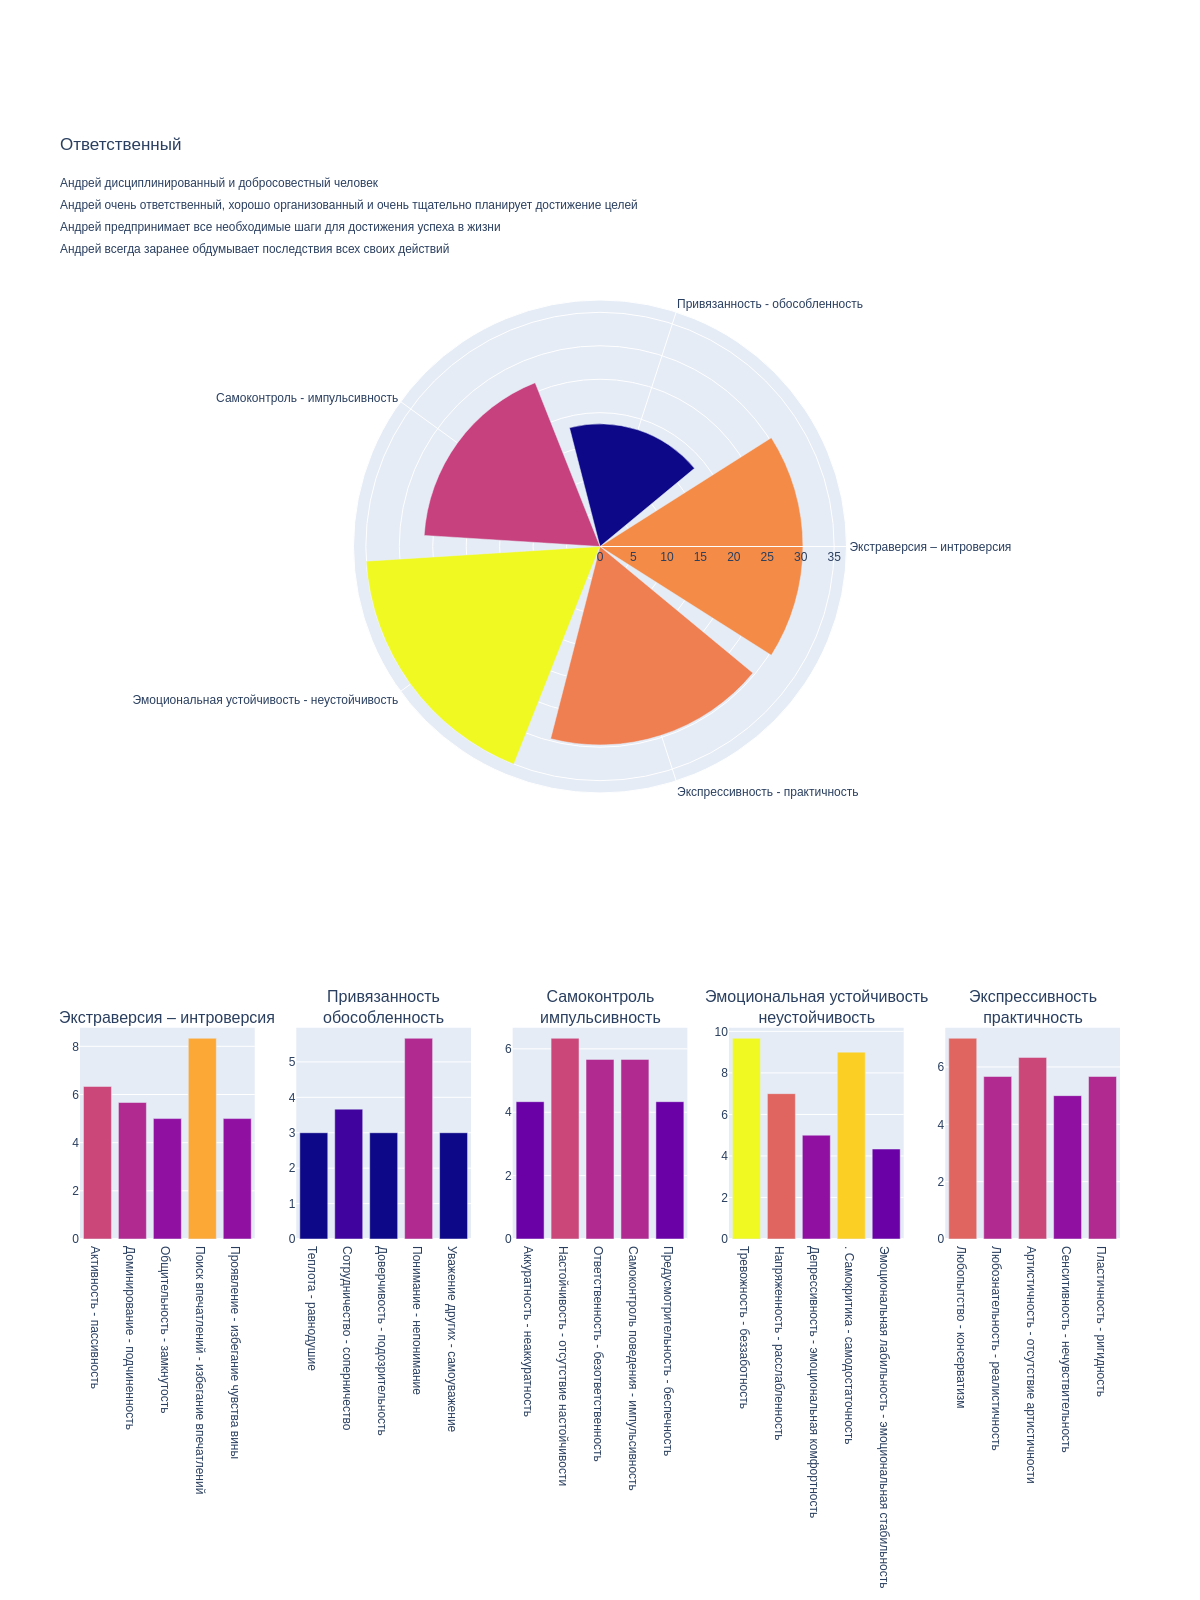 Ответственный
Андрей дисциплинированный и добросовестный человек
Андрей очень ответственный, хорошо организованный и очень тщательно планирует достижение целей
Андрей предпринимает все необходимые шаги для достижения успеха в жизни
Андрей всегда заранее обдумывает последствия всех своих действий
Привязанность - обособленность
Самоконтроль - импульсивность
Экстраверсия – интроверсия
0 5 10 15 20 25 30 35
Эмоциональная устойчивость - неустойчивость
Экспрессивность - практичность
Экстраверсия – интроверсия
8
6
4
2
0
Активность - пассивность
Доминирование - подчиненность
Общительность - замкнутость
Поиск впечатлений - избегание впечатлений
Проявление - избегание чувства вины
Привязанность
обособленность
5
4
3
2
1
0
Теплота - равнодушие
Сотрудничество - соперничество
Доверчивость - подозрительность
Понимание - непонимание
Уважение других - самоуважение
Самоконтроль
импульсивность
6
4
2
0
Аккуратность - неаккуратность
Настойчивость - отсутствие настойчивости
Ответственность - безответственность
Самоконтроль поведения - импульсивность
Предусмотрительность - беспечность
Эмоциональная устойчивость
неустойчивость
10
8
6
4
2
0
Тревожность - беззаботность
Напряженность - расслабленность
Депрессивность - эмоциональная комфортность
. Самокритика - самодостаточность
Эмоциональная лабильность - эмоциональная стабильность
Экспрессивность
практичность
6
4
2
0
Любопытство - консерватизм
Любознательность - реалистичность
Артистичность - отсутствие артистичности
Сенситивность - нечувствительность
Пластичность - ригидность